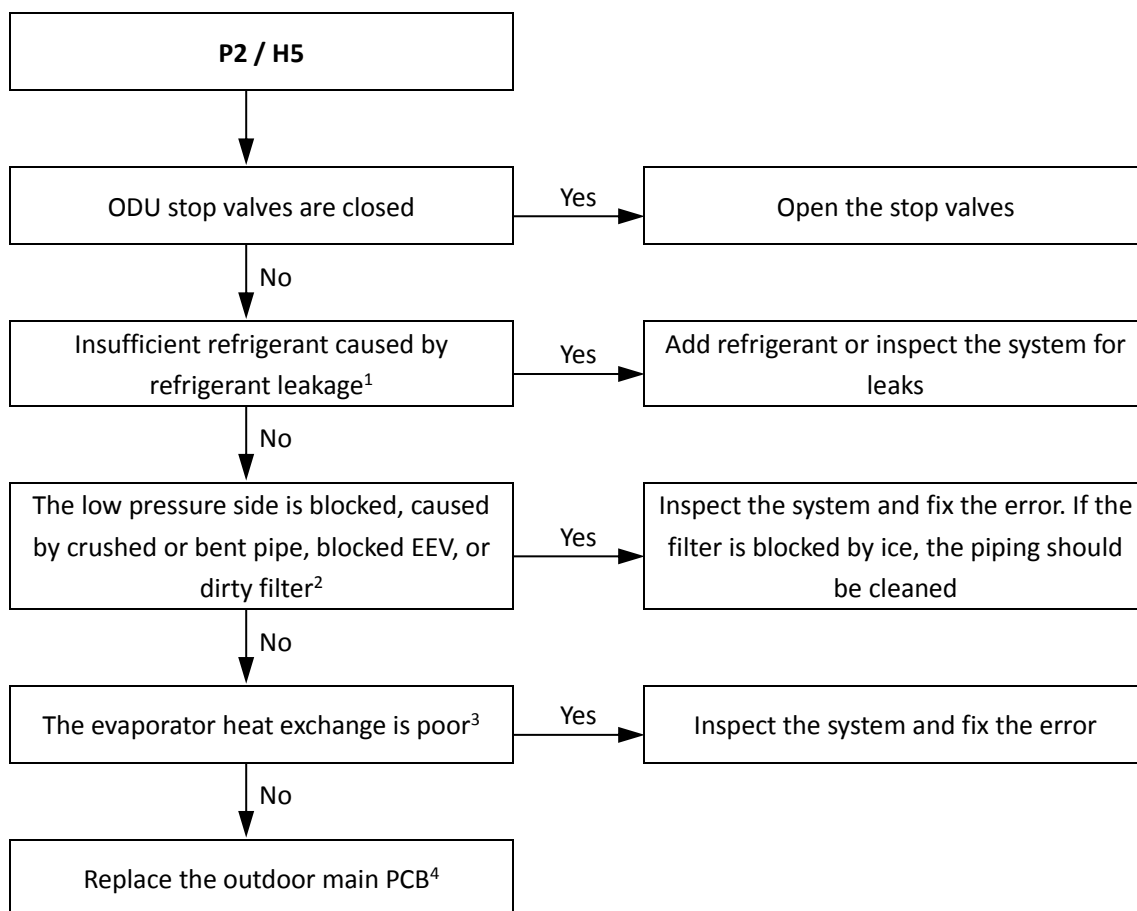 P2 / H5
ODU stop valves are closed
Yes
Open the stop valves
No
Insufficient refrigerant caused by
refrigerant leakage¹
Yes
Add refrigerant or inspect the system for
leaks
No
The low pressure side is blocked, caused
by crushed or bent pipe, blocked EEV, or
dirty filter²
Yes
Inspect the system and fix the error. If the
filter is blocked by ice, the piping should
be cleaned
No
The evaporator heat exchange is poor³
Yes
Inspect the system and fix the error
No
Replace the outdoor main PCB⁴